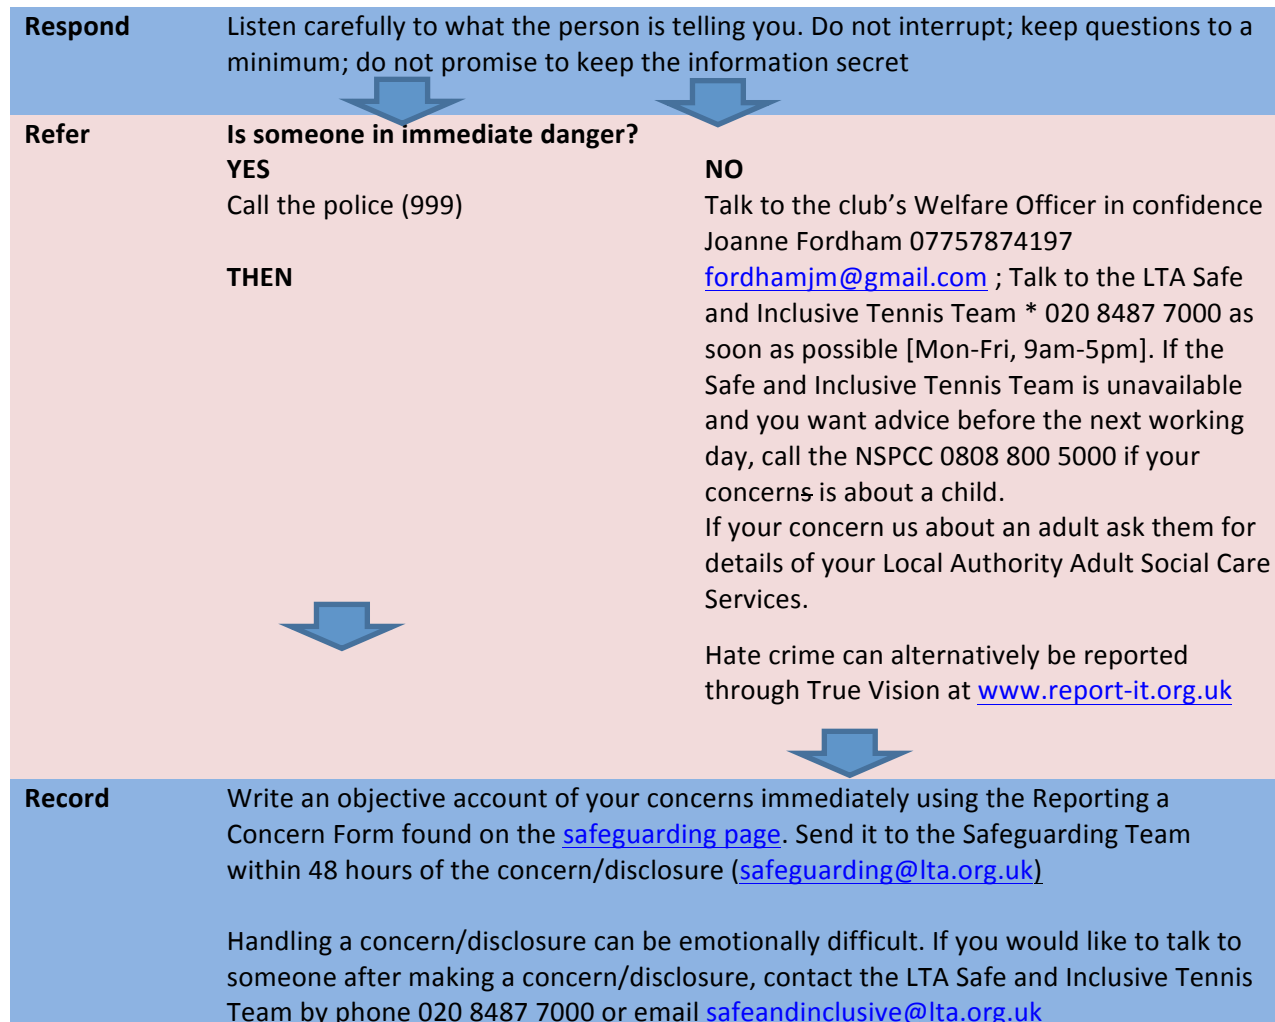 Respond
Listen carefully to what the person is telling you. Do not interrupt; keep questions to a
minimum; do not promise to keep the information secret
Refer
Is someone in immediate danger?
YES
Call the police (999)
THEN
NO
Talk to the club’s Welfare Officer in confidence
Joanne Fordham 07757874197
fordhamjm@gmail.com ; Talk to the LTA Safe
and Inclusive Tennis Team * 020 8487 7000 as
soon as possible [Mon-Fri, 9am-5pm]. If the
Safe and Inclusive Tennis Team is unavailable
and you want advice before the next working
day, call the NSPCC 0808 800 5000 if your
concerns is about a child.
If your concern us about an adult ask them for
details of your Local Authority Adult Social Care
Services.
Hate crime can alternatively be reported
through True Vision at www.report-it.org.uk
Record
Write an objective account of your concerns immediately using the Reporting a
Concern Form found on the safeguarding page. Send it to the Safeguarding Team
within 48 hours of the concern/disclosure (safeguarding@lta.org.uk)
Handling a concern/disclosure can be emotionally difficult. If you would like to talk to
someone after making a concern/disclosure, contact the LTA Safe and Inclusive Tennis
Team by phone 020 8487 7000 or email safeandinclusive@lta.org.uk